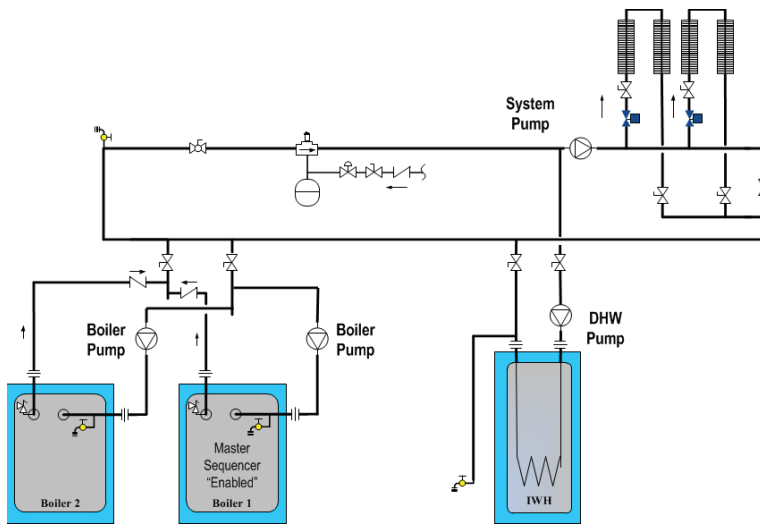 System
Pump
Boiler
Pump
Boiler
Pump
DHW
Pump
Master
Sequencer
“Enabled”
Boiler 2
Boiler 1
IWH